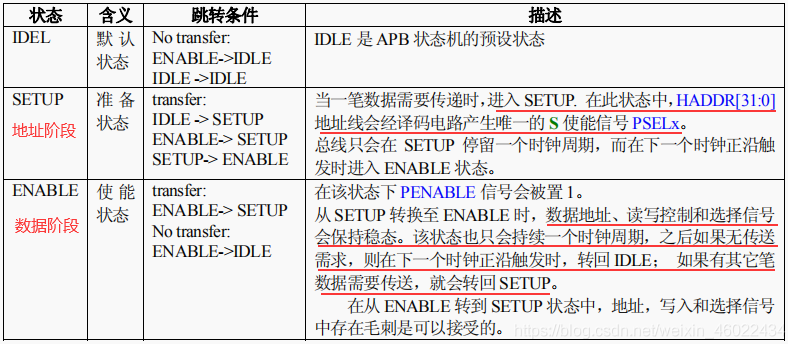 状态 含义 跳转条件 描述
IDEL 默认 No transfer: IDLE 是 APB 状态机的预设状态
状态 ENABLE->IDLE
IDLE ->IDLE
SETUP 准备 transfer: 当一笔数据需要传递时,进入 SETUP. 在此状态中,HADDR[31:0]
地址阶段 状态 IDLE -> SETUP 地址线会经译码电路产生唯一的 S 使能信号 PSELx。
ENABLE-> SETUP 总线只会在 SETUP 停留一个时钟周期，而在下一个时钟正沿触
SETUP-> ENABLE 发时进入 ENABLE 状态。
ENABLE 使能 transfer: 在该状态下 PENABLE 信号会被置 1。
数据阶段 状态 ENABLE-> SETUP 从 SETUP 转换至 ENABLE 时，数据地址、读写控制和选择信号
No transfer: 会保持稳态。该状态也只会持续一个时钟周期，之后如果无传送
ENABLE->IDLE 需求，则在下一个时钟正沿触发时，转回 IDLE； 如果有其它笔
数据需要传送，就会转回 SETUP。
在从 ENABLE 转到 SETUP 状态中，地址，写入和选择信号
中存在毛刺是可以接受的。
https://blog.csdn.net/weixin_46022434